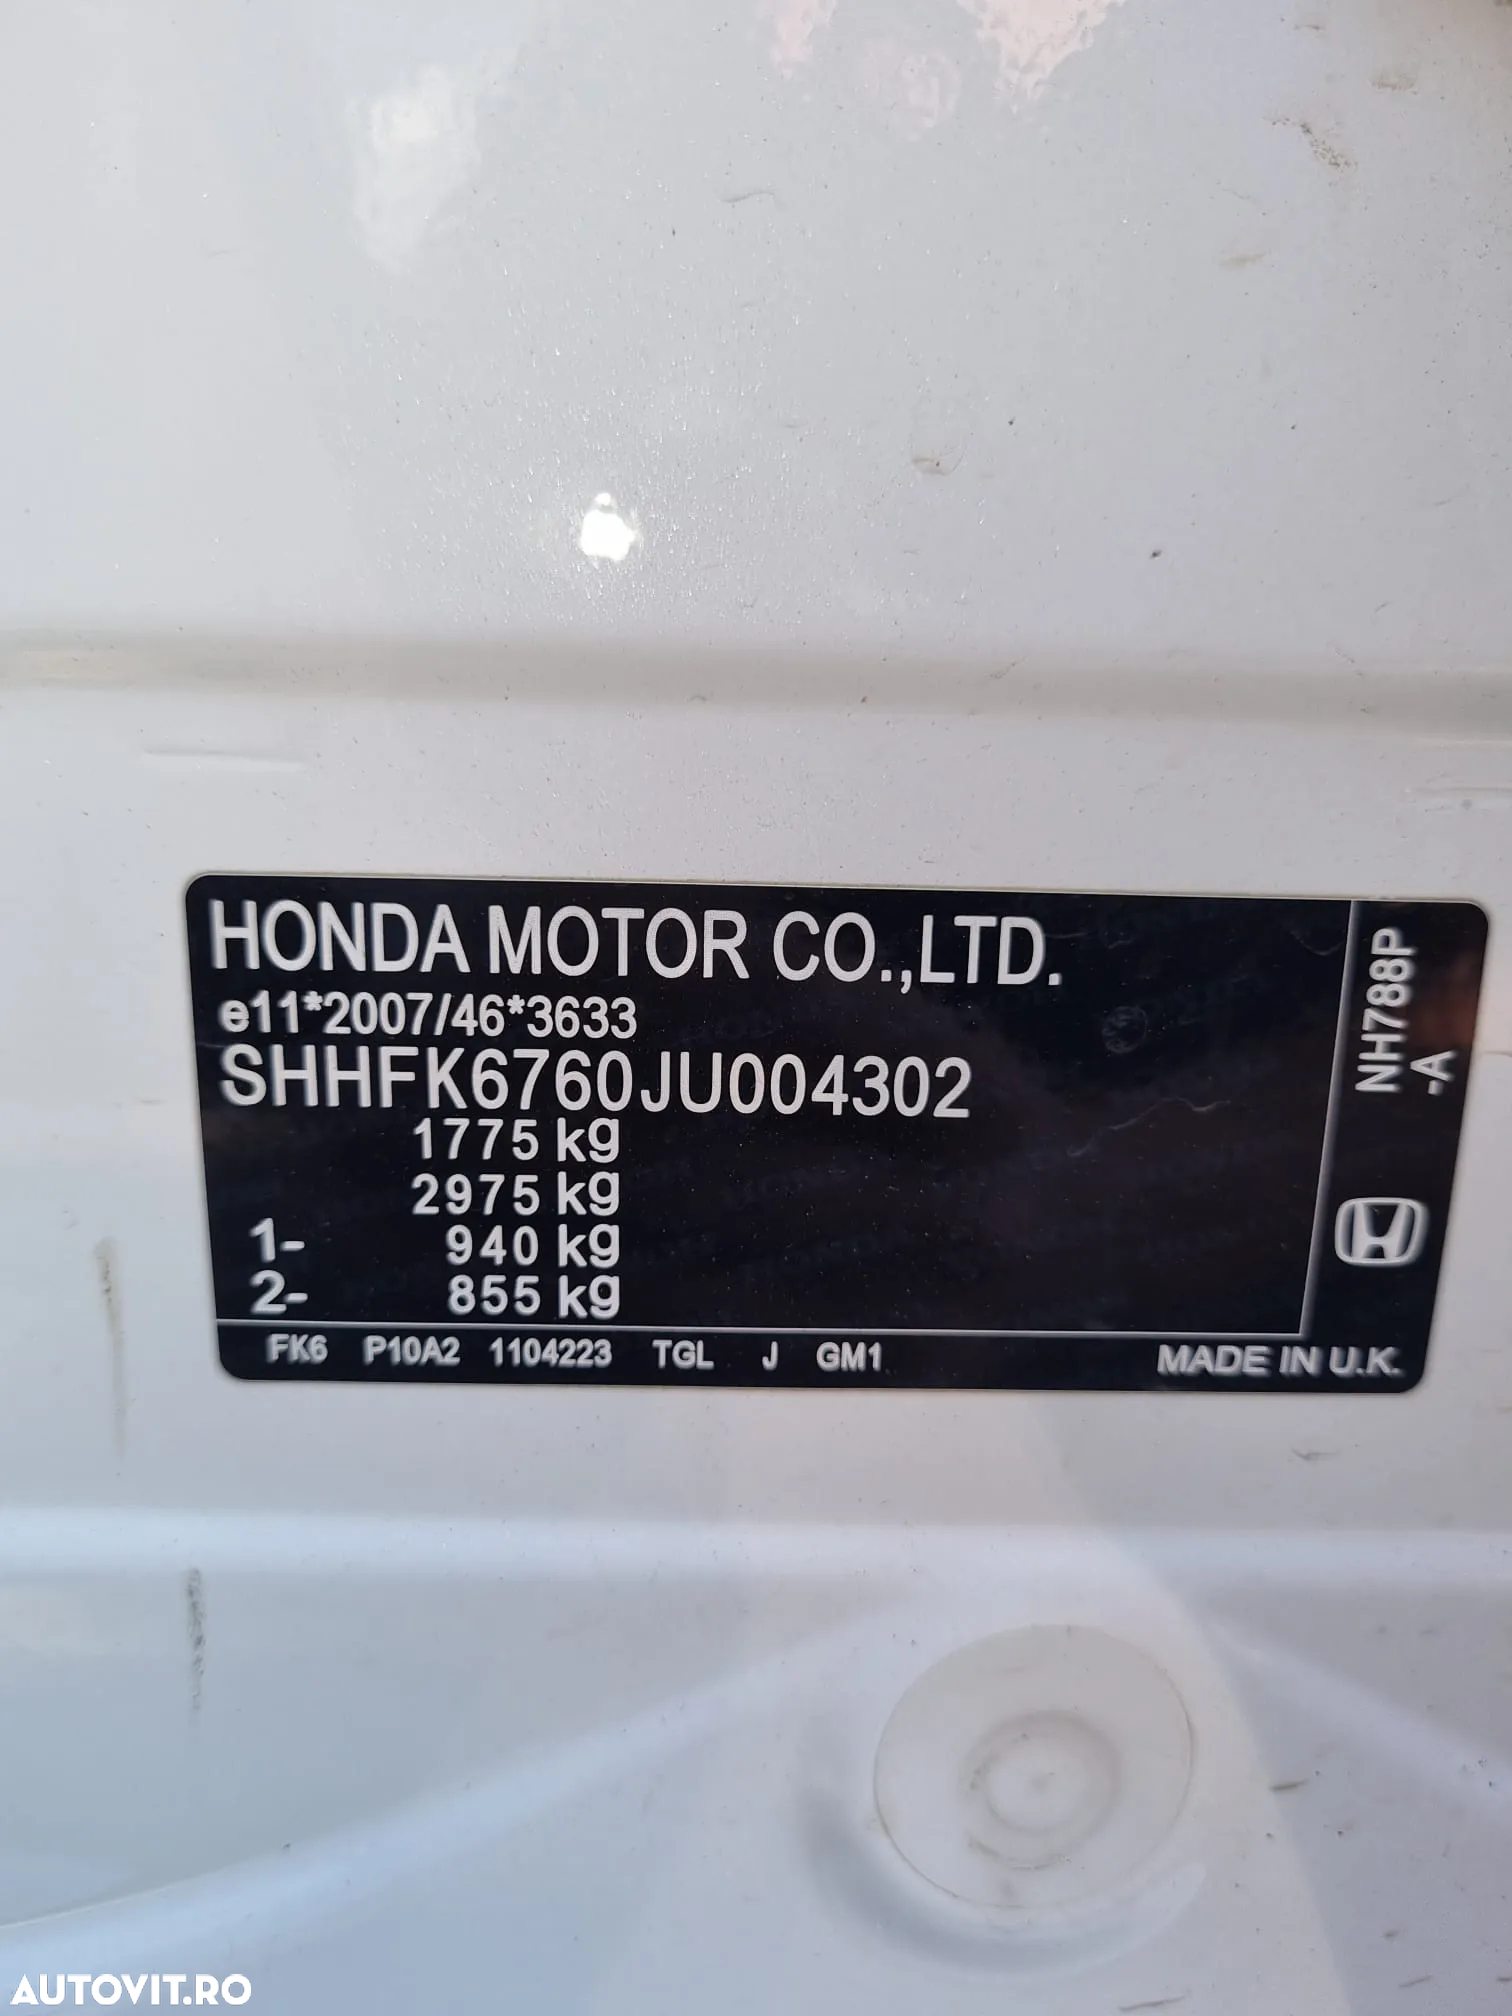 HONDA MOTOR CO.,LTD.
e11*2007/46*3633
SHHFK6760JU004302
1775 kg
2975 kg
1- 940 kg
2- 855 kg
FK6 P10A2 1104223 TGL J GM1 MADE IN U.K.
NH788P
-A
AUTOVIT.RO